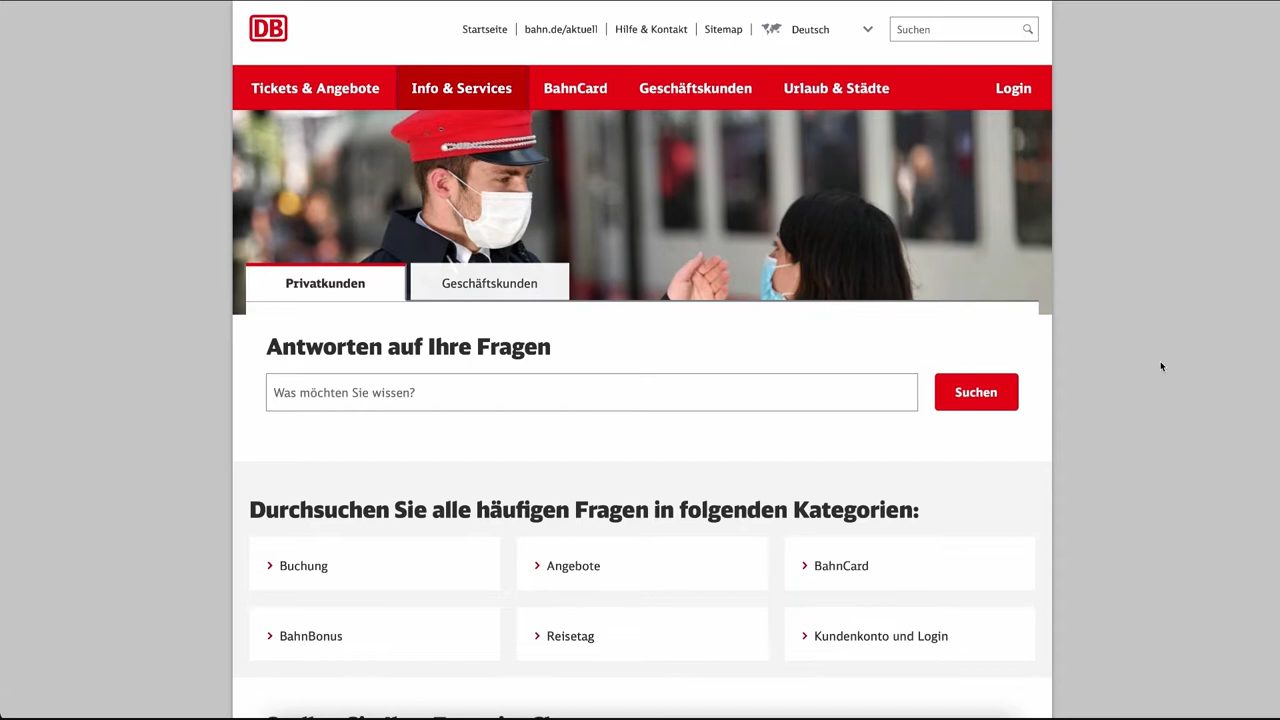 DB
Startseite
bahn.de/aktuell
Hilfe & Kontakt
Sitemap
Deutsch
Suchen
Tickets & Angebote
Info & Services
BahnCard
Geschäftskunden
Urlaub & Städte
Login
Privatkunden
Geschäftskunden
Antworten auf Ihre Fragen
Was möchten Sie wissen?
Suchen
Durchsuchen Sie alle häufigen Fragen in folgenden Kategorien:
Buchung
Angebote
BahnCard
BahnBonus
Reisetag
Kundenkonto und Login